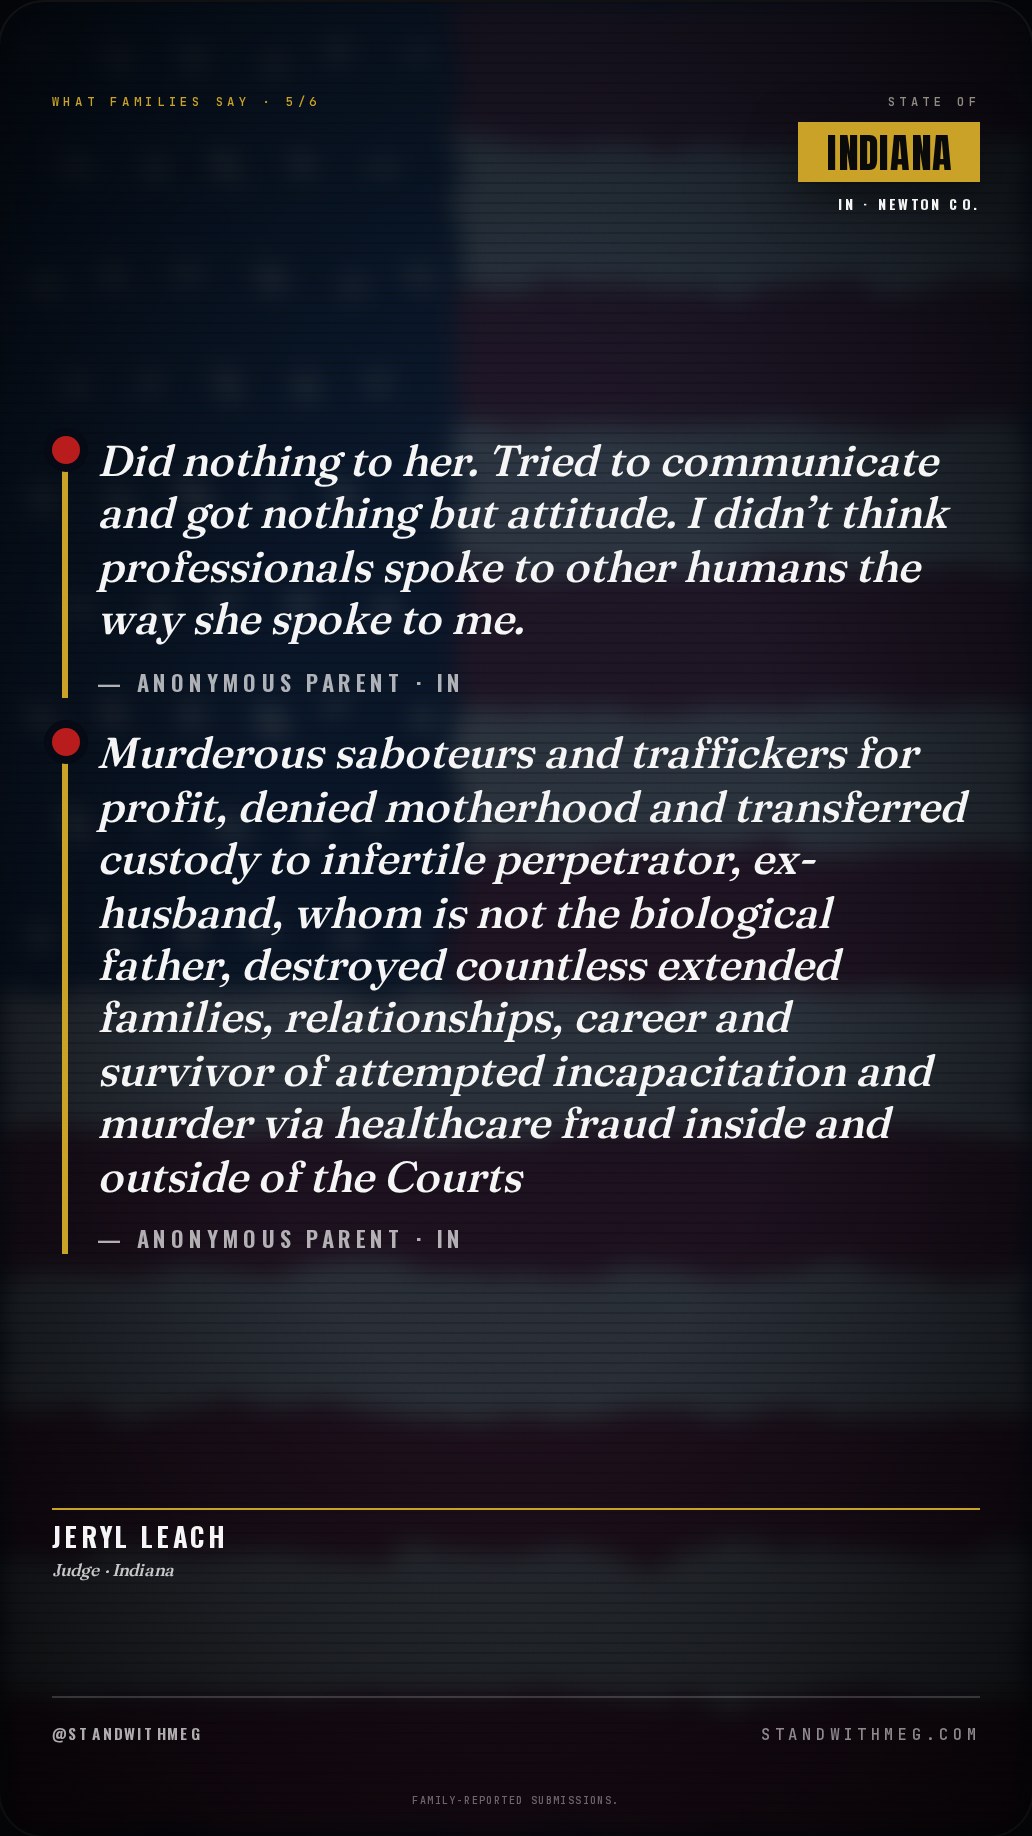 WHAT FAMILIES SAY · 5/6
STATE OF
INDIANA
IN · NEWTON CO.
Did nothing to her. Tried to communicate
and got nothing but attitude. I didn’t think
professionals spoke to other humans the
way she spoke to me.
— ANONYMOUS PARENT · IN
Murderous saboteurs and traffickers for
profit, denied motherhood and transferred
custody to infertile perpetrator, ex-
husband, whom is not the biological
father, destroyed countless extended
families, relationships, career and
survivor of attempted incapacitation and
murder via healthcare fraud inside and
outside of the Courts
— ANONYMOUS PARENT · IN
JERYL LEACH
Judge · Indiana
@STANDWITHMEG
STANDWITHMEG.COM
FAMILY-REPORTED SUBMISSIONS.